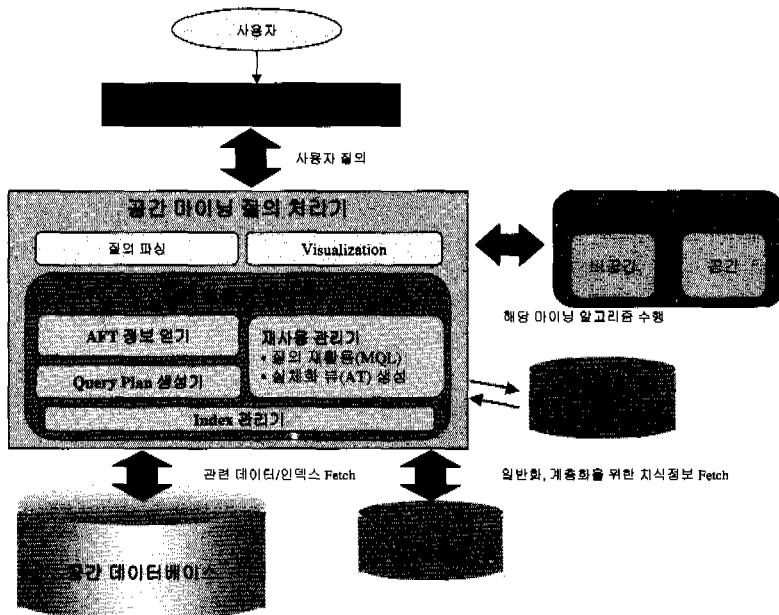 사용자
사용자 질의
공간 마이닝 질의 처리기
질의 파싱
Visualization
비공간
공간
해당 마이닝 알고리즘 수행
AFT 정보 얻기
재사용 관리기
• 질의 재활용(MQL)
• 실체화 뷰(AT) 생성
Query Plan 생성기
Index 관리기
관련 데이터/인덱스 Fetch
일반화, 계층화을 위한 지식정보 Fetch
공간 데이터베이스